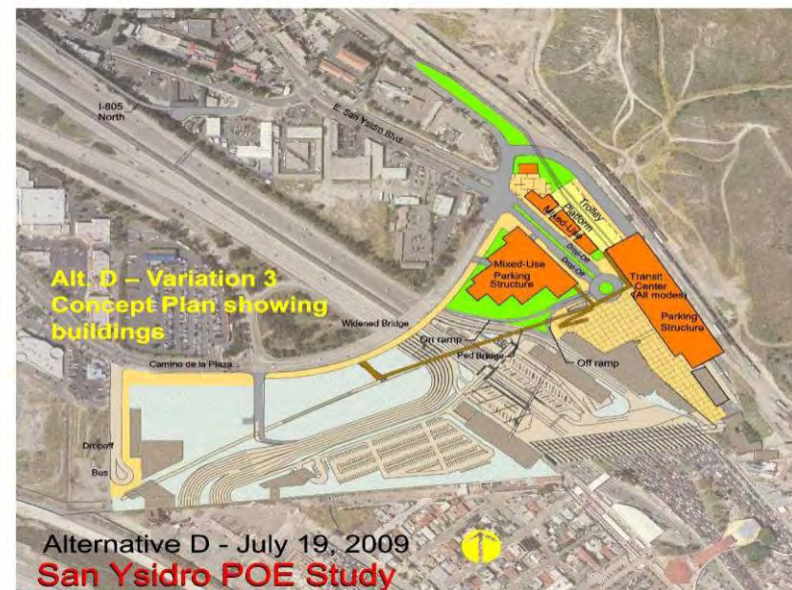 I-805
North
E. San Ysidro Blvd.
Trolley
Platform
Mixed-Use
Drop-Off
Drop-Off
Mixed-Use
Parking
Structure
Transit
Center
(All modes)
Parking
Structure
Alt. D – Variation 3
Concept Plan showing
buildings
Widened Bridge
On ramp
Ped Bridge
Off ramp
Camino de la Plaza
Dropoff
Bus
Alternative D - July 19, 2009
San Ysidro POE Study